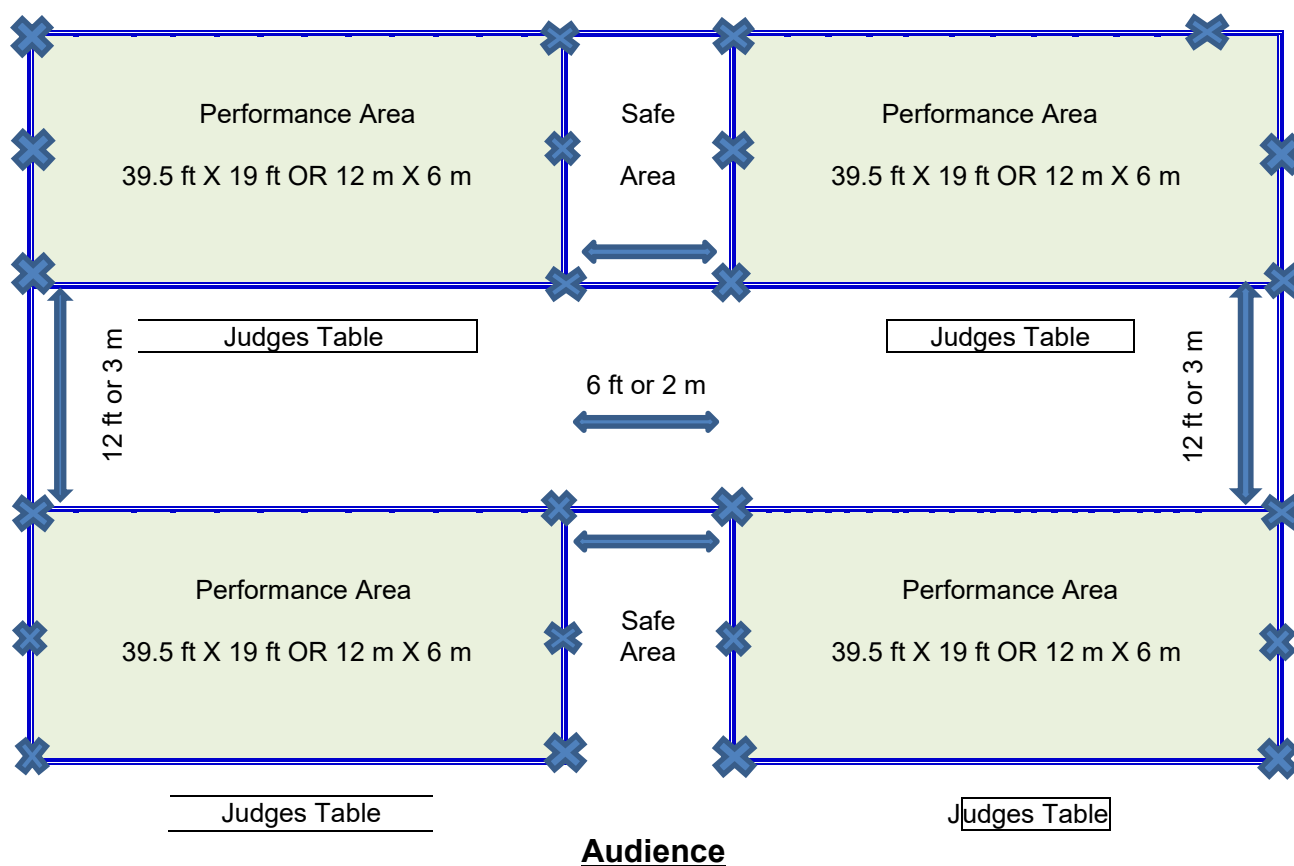 Performance Area
39.5 ft X 19 ft OR 12 m X 6 m
Safe
Area
Performance Area
39.5 ft X 19 ft OR 12 m X 6 m
12 ft or 3 m
Judges Table
6 ft or 2 m
Judges Table
12 ft or 3 m
Performance Area
39.5 ft X 19 ft OR 12 m X 6 m
Safe
Area
Performance Area
39.5 ft X 19 ft OR 12 m X 6 m
Judges Table
Judges Table
Audience